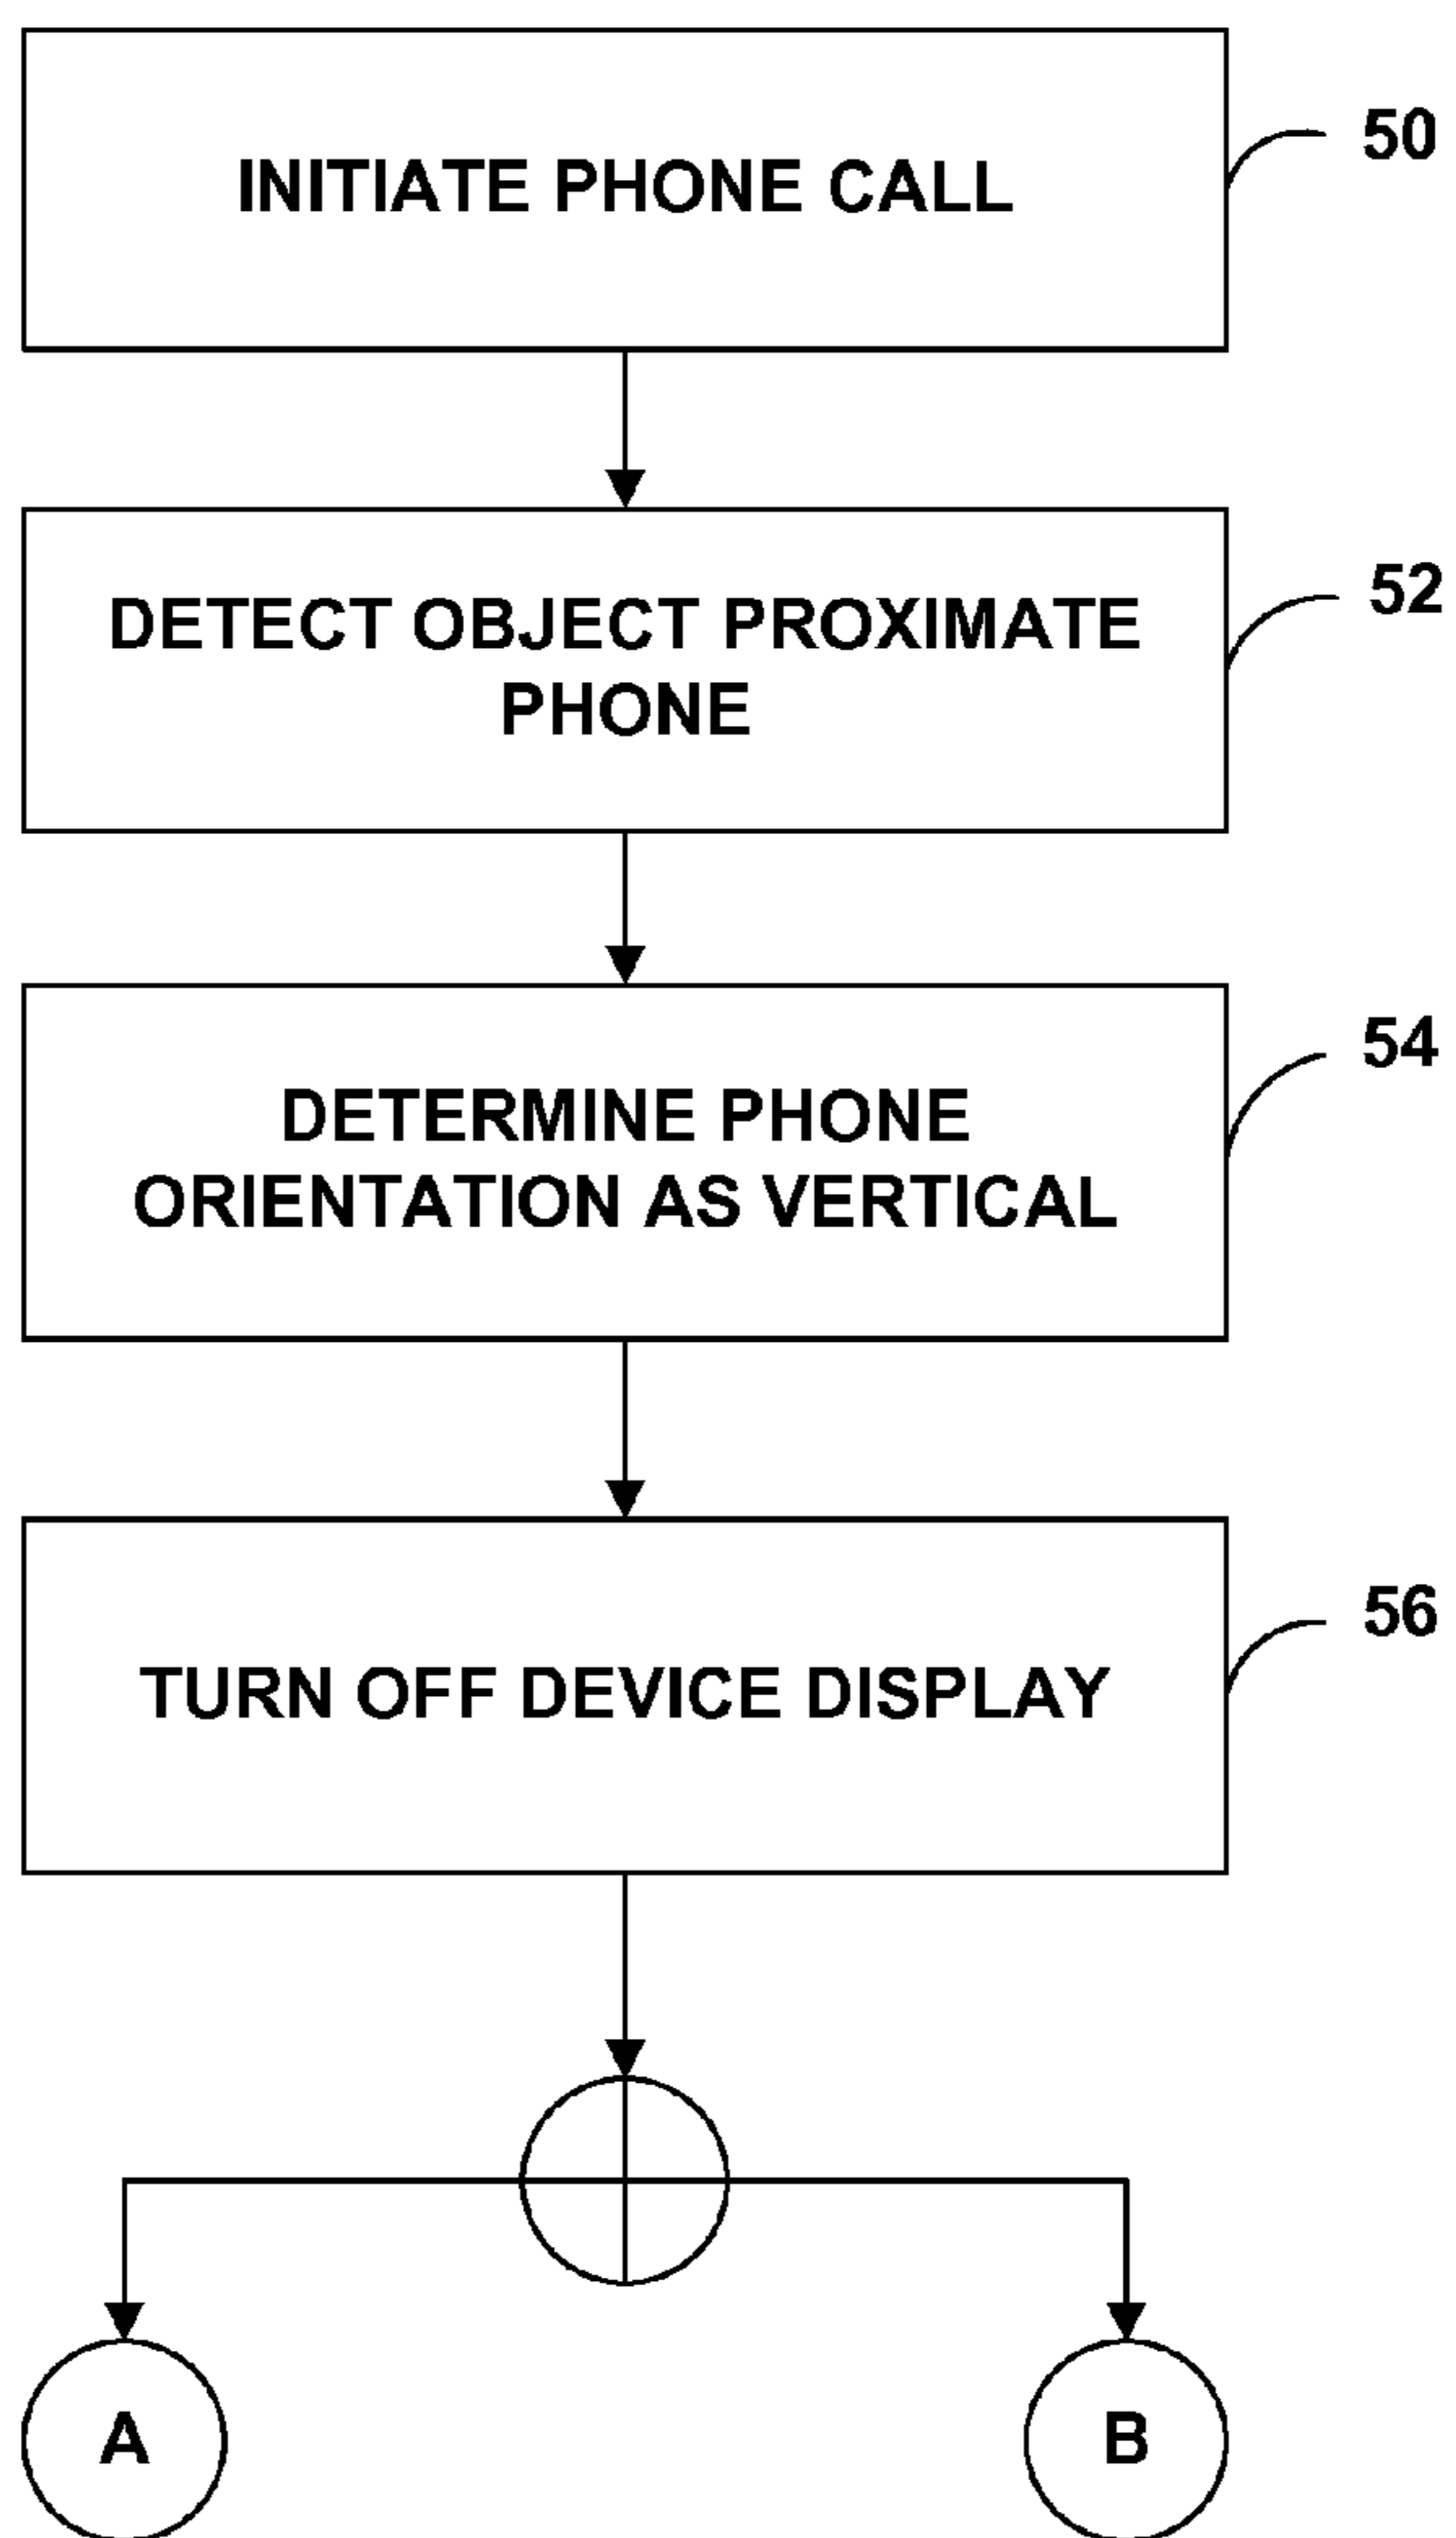 INITIATE PHONE CALL
50
DETECT OBJECT PROXIMATE
PHONE
52
DETERMINE PHONE
ORIENTATION AS VERTICAL
54
TURN OFF DEVICE DISPLAY
56
A
B